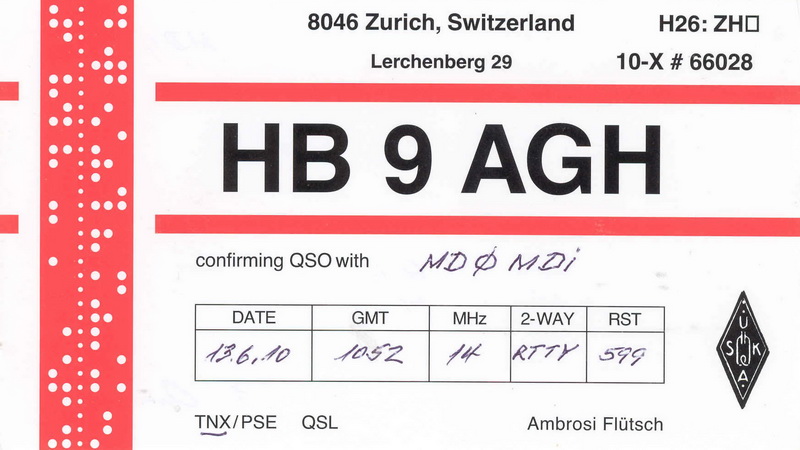 8046 Zurich, Switzerland H26: ZH□
Lerchenberg 29 10-X # 66028
HB 9 AGH
confirming QSO with MDØMDi
DATE GMT MHz 2-WAY RST
13.6.10 1052 14 RTTY 599
USKA
TNX/PSE QSL Ambrosi Flütsch